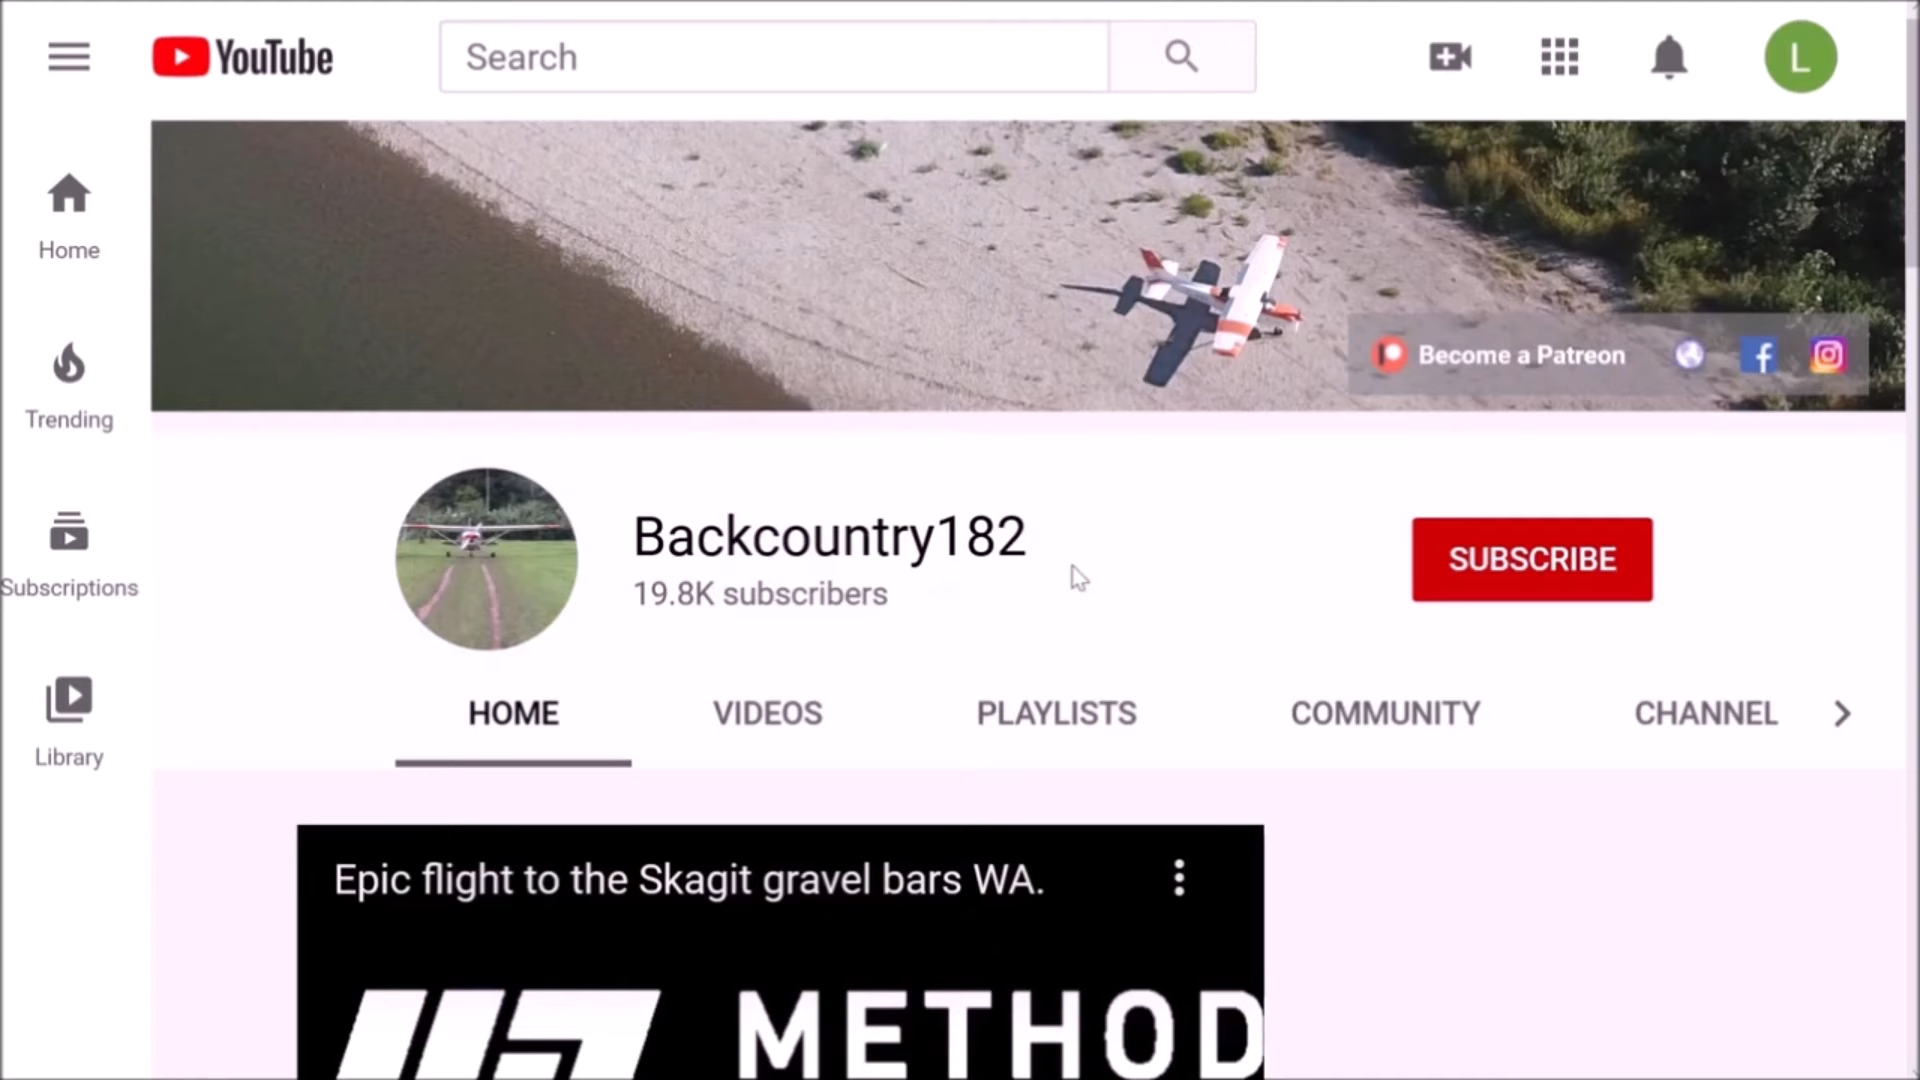 YouTube
Search
L
Home
Trending
Subscriptions
Library
Become a Patreon
Backcountry182
19.8K subscribers
SUBSCRIBE
HOME VIDEOS PLAYLISTS COMMUNITY CHANNEL
Epic flight to the Skagit gravel bars WA.
METHOD